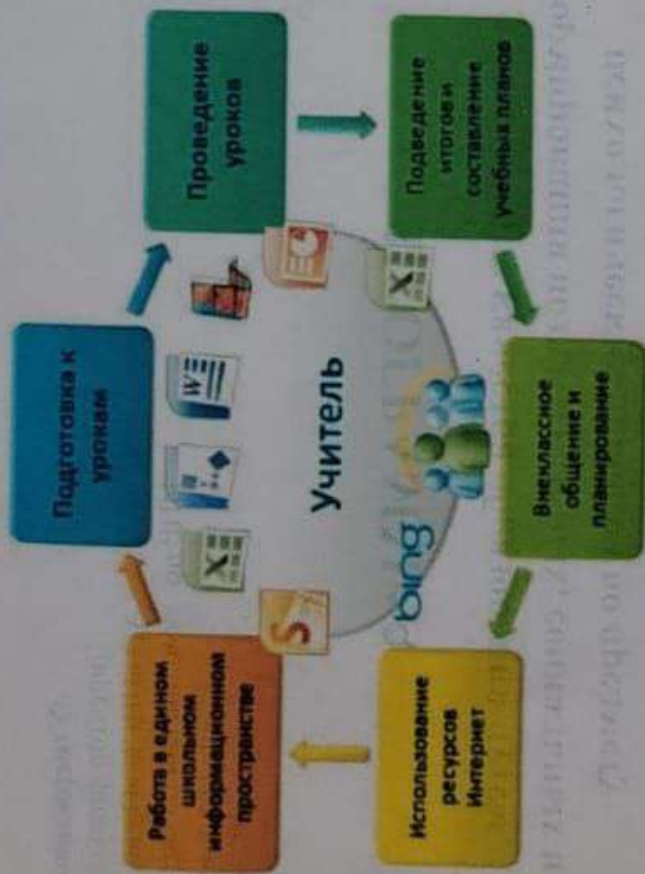 Подготовка к
урокам
Проведение
уроков
Подведение
итогов и
составление
учебных планов
Внеклассное
общение и
планирование
Использование
ресурсов
Интернет
Работа в едином
школьном
информационном
пространстве
Учитель
bing